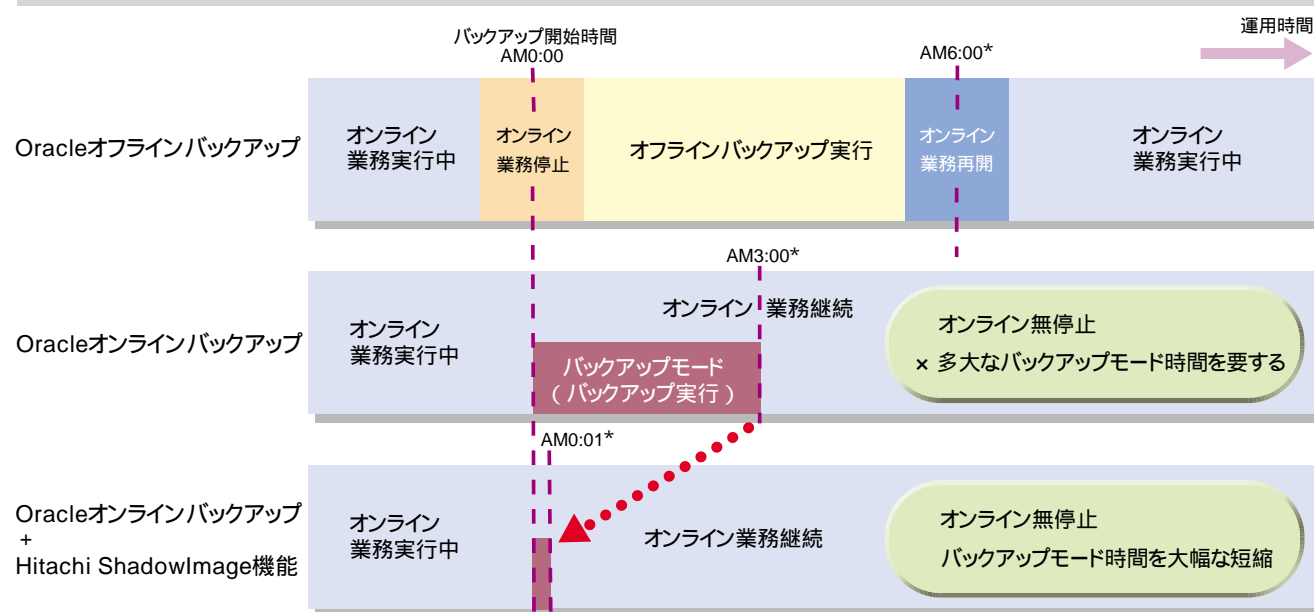 バックアップ開始時間
AM0:00
AM6:00*
運用時間
Oracleオフラインバックアップ
オンライン
業務実行中
オンライン
業務停止
オフラインバックアップ実行
オンライン
業務再開
オンライン
業務実行中
AM3:00*
Oracleオンラインバックアップ
オンライン
業務実行中
オンライン 業務継続
バックアップモード
(バックアップ実行)
オンライン無停止
× 多大なバックアップモード時間を要する
AM0:01*
Oracleオンラインバックアップ
+
Hitachi ShadowImage機能
オンライン
業務実行中
オンライン業務継続
オンライン無停止
バックアップモード時間を大幅な短縮